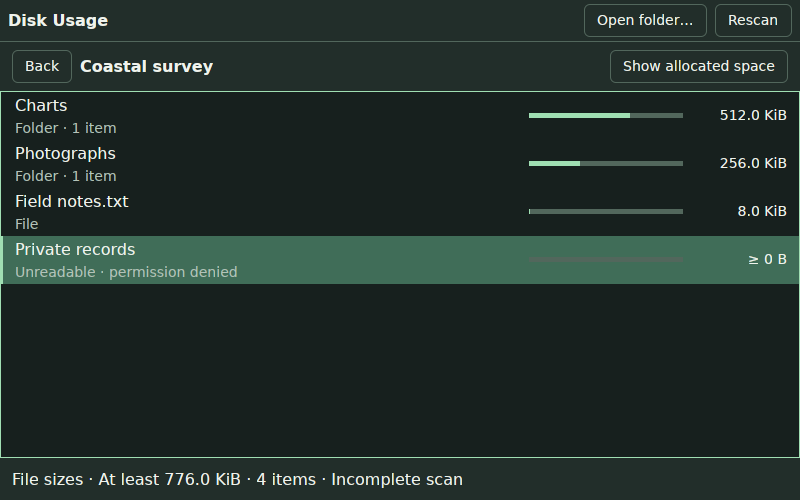 Disk Usage
Open folder...
Rescan
Back
Coastal survey
Show allocated space
Charts
Folder · 1 item
512.0 KiB
Photographs
Folder · 1 item
256.0 KiB
Field notes.txt
File
8.0 KiB
Private records
Unreadable · permission denied
≥ 0 B
File sizes · At least 776.0 KiB · 4 items · Incomplete scan